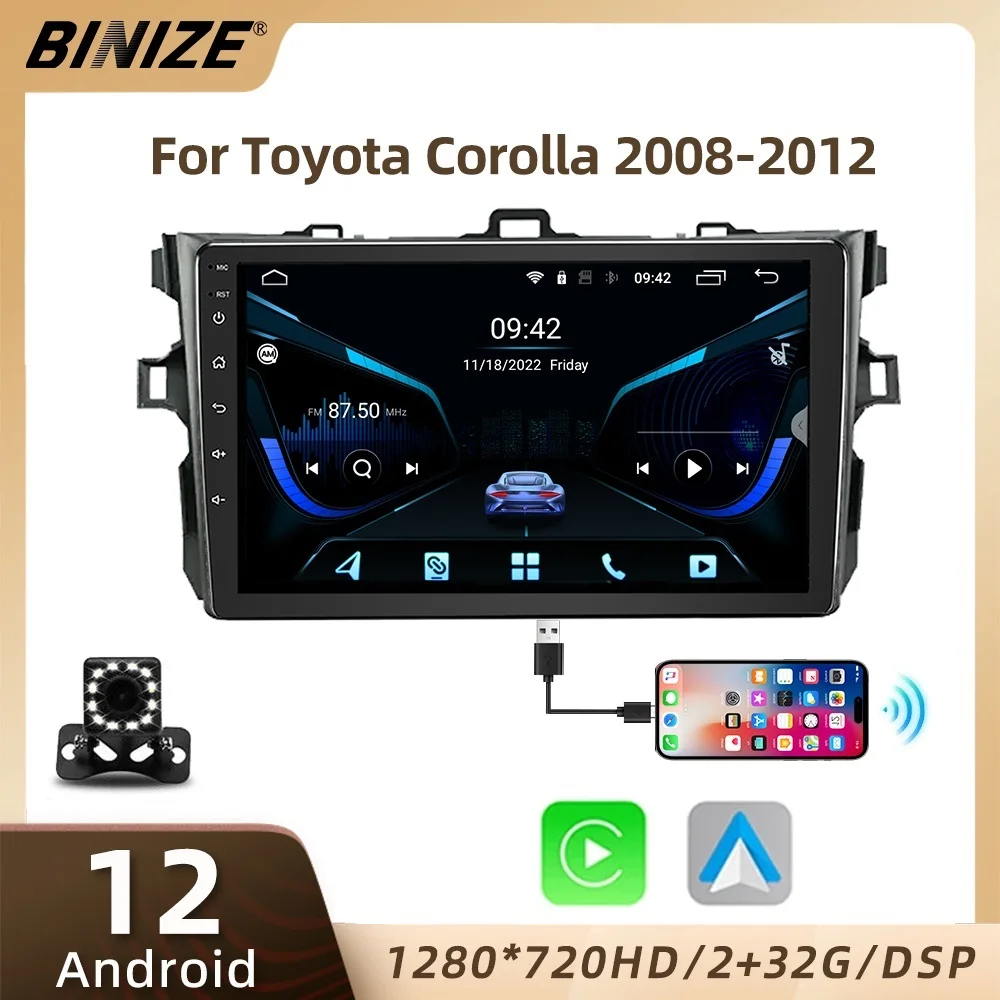 BINIZE®
For Toyota Corolla 2008-2012
MIC
RST
09:42
09:42
11/18/2022 Friday
AM
FM 87.50 MHz
12
Android
1280*720HD/2+32G/DSP